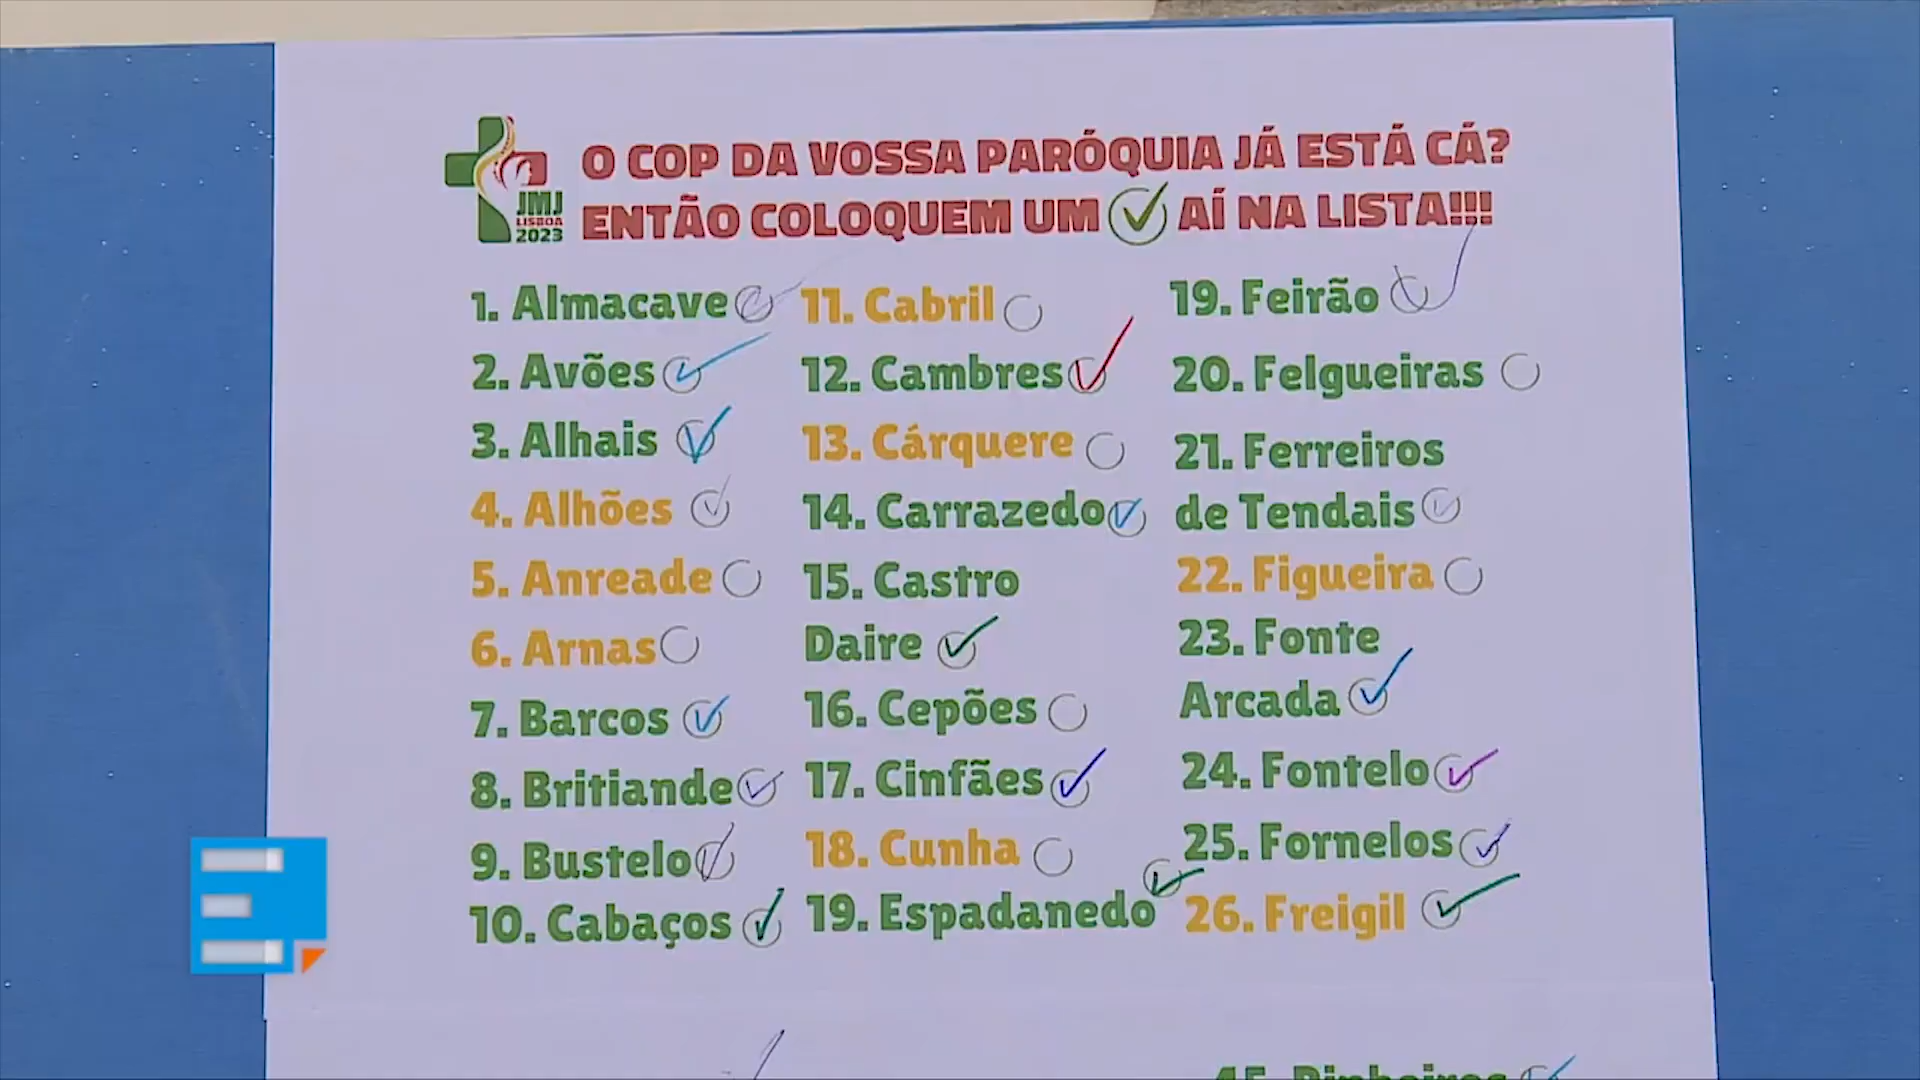 JMJ
LISBOA
2023
O COP DA VOSSA PARÓQUIA JÁ ESTÁ CÁ?
ENTÃO COLOQUEM UM AÍ NA LISTA!!!
1. Almacave
2. Avões
3. Alhais
4. Alhões
5. Anreade
6. Arnas
7. Barcos
8. Britiande
9. Bustelo
10. Cabaços
11. Cabril
12. Cambres
13. Cárquere
14. Carrazedo
15. Castro
Daire
16. Cepões
17. Cinfães
18. Cunha
19. Espadanedo
19. Feirão
20. Felgueiras
21. Ferreiros
de Tendais
22. Figueira
23. Fonte
Arcada
24. Fontelo
25. Fornelos
26. Freigil